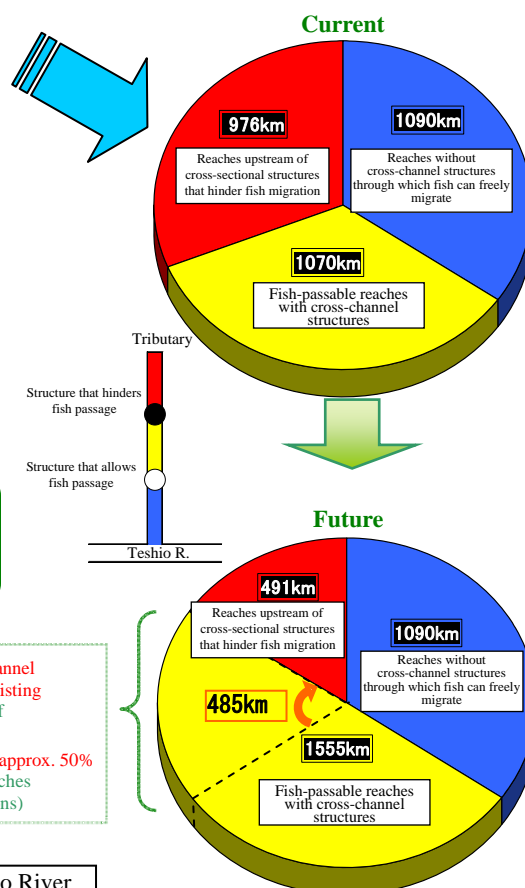 Current
976km
Reaches upstream of
cross-sectional structures
that hinder fish migration
1090km
Reaches without
cross-channel structures
through which fish can freely
migrate
1070km
Fish-passable reaches
with cross-channel
structures
Tributary
Structure that hinders
fish passage
Structure that allows
fish passage
Teshio R.
Future
491km
Reaches upstream of
cross-sectional structures
that hinder fish migration
1090km
Reaches without
cross-channel structures
through which fish can freely
migrate
485km
1555km
Fish-passable reaches
with cross-channel
structures
approx. 50%
River